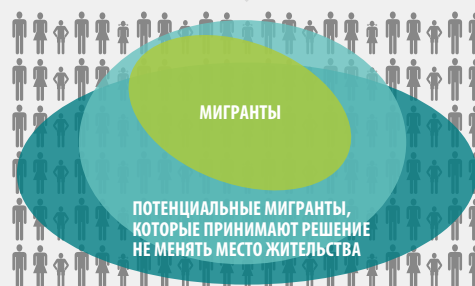 МИГРАНТЫ
ПОТЕНЦИАЛЬНЫЕ МИГРАНТЫ,
КОТОРЫЕ ПРИНИМАЮТ РЕШЕНИЕ
НЕ МЕНЯТЬ МЕСТО ЖИТЕЛЬСТВА